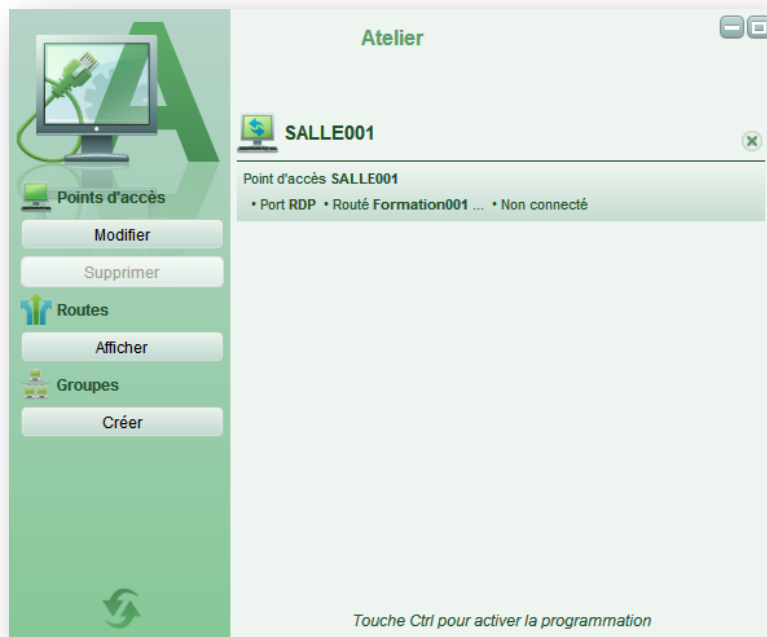 Atelier
SALLE001
Point d'accès SALLE001
• Port RDP • Routé Formation001 ... • Non connecté
Points d'accès
Modifier
Supprimer
Routes
Afficher
Groupes
Créer
Touche Ctrl pour activer la programmation